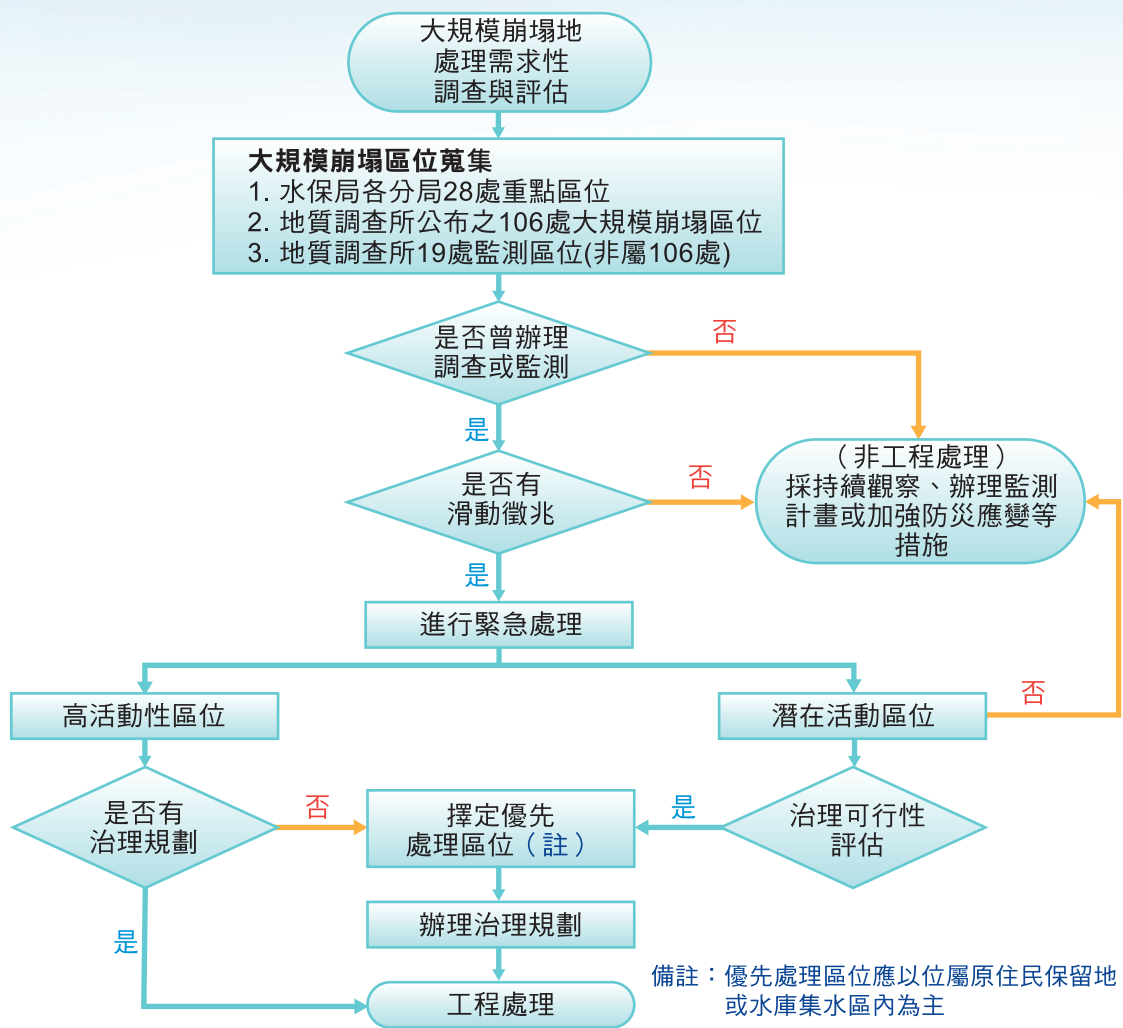 大規模崩塌地
處理需求性
調查與評估
大規模崩塌區位蒐集
1. 水保局各分局28處重點區位
2. 地質調查所公布之106處大規模崩塌區位
3. 地質調查所19處監測區位(非屬106處)
是否曾辦理
調查或監測
否
是
是否有
滑動徵兆
否
（非工程處理）
採持續觀察、辦理監測
計畫或加強防災應變等
措施
是
進行緊急處理
高活動性區位
潛在活動區位
否
是否有
治理規劃
否
擇定優先
處理區位（註）
是
治理可行性
評估
辦理治理規劃
是
工程處理
備註：優先處理區位應以位屬原住民保留地
或水庫集水區內為主